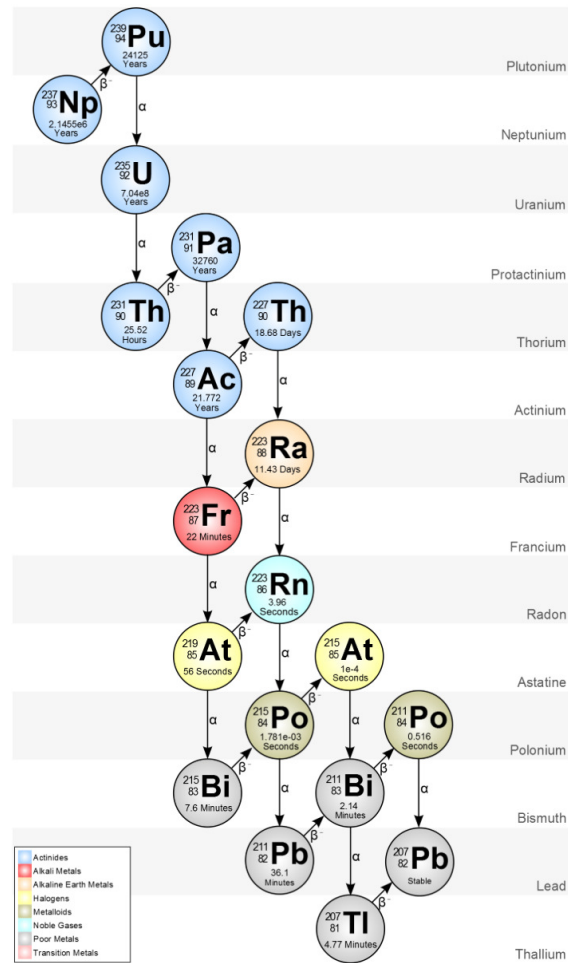 239
94
Pu
24125
Years
Plutonium
β⁻
237
93
Np
2.1455e6
Years
α
Neptunium
235
92
U
7.04e8
Years
Uranium
α
231
91
Pa
32760
Years
Protactinium
β⁻
231
90
Th
25.52
Hours
α
227
90
Th
18.68 Days
Thorium
β⁻
227
89
Ac
21.772
Years
α
Actinium
α
223
88
Ra
11.43 Days
Radium
β⁻
223
87
Fr
22 Minutes
α
Francium
α
223
86
Rn
3.96
Seconds
Radon
β⁻
219
85
At
56 Seconds
α
215
85
At
1e-4
Seconds
Astatine
β⁻
α
215
84
Po
1.781e-03
Seconds
α
211
84
Po
0.516
Seconds
Polonium
β⁻
β⁻
215
83
Bi
7.6 Minutes
α
211
83
Bi
2.14
Minutes
α
Bismuth
β⁻
211
82
Pb
36.1
Minutes
α
207
82
Pb
Stable
Lead
β⁻
207
81
Tl
4.77 Minutes
Thallium
Actinides
Alkali Metals
Alkaline Earth Metals
Halogens
Metalloids
Noble Gases
Poor Metals
Transition Metals